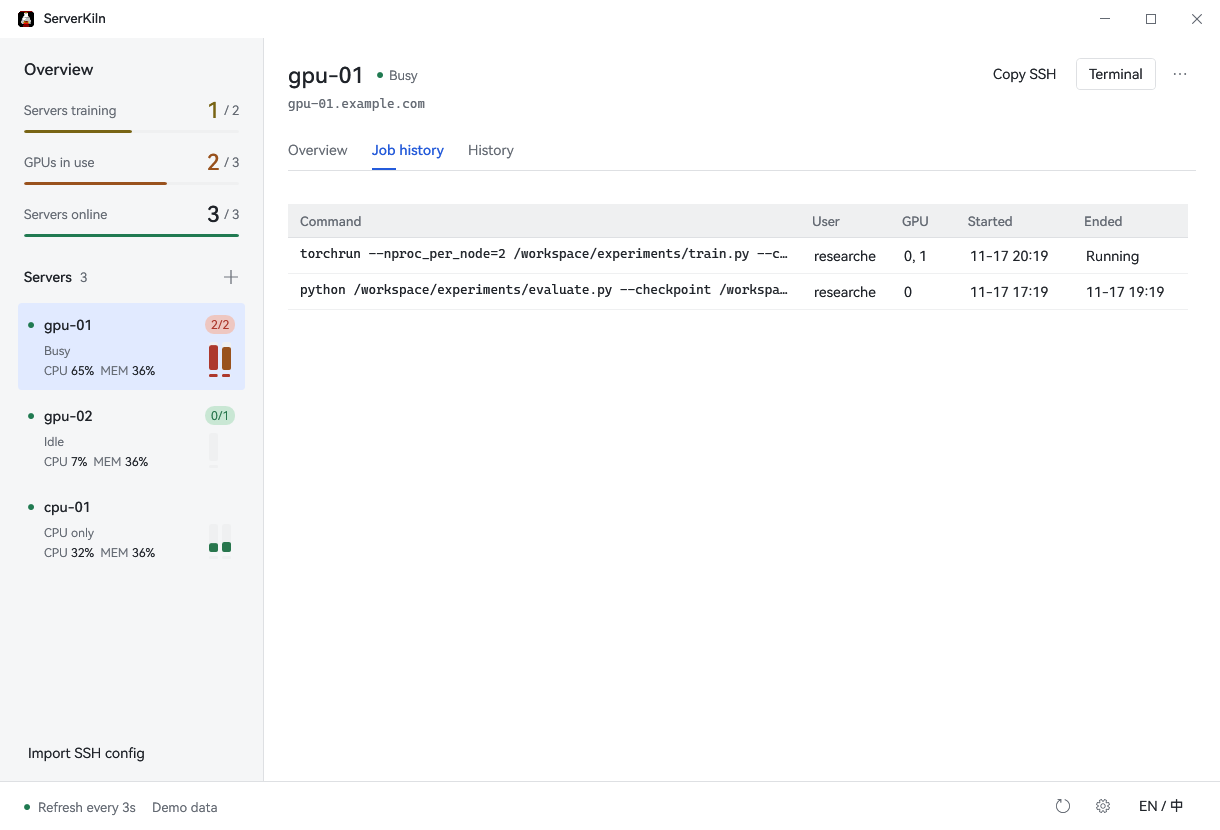 ServerKiln
Overview
Servers training 1 / 2
GPUs in use 2 / 3
Servers online 3 / 3
Servers 3
gpu-01 2/2
Busy
CPU 65% MEM 36%
gpu-02 0/1
Idle
CPU 7% MEM 36%
cpu-01
CPU only
CPU 32% MEM 36%
Import SSH config
gpu-01 Busy
gpu-01.example.com
Copy SSH Terminal ...
Overview Job history History
Command User GPU Started Ended
torchrun --nproc_per_node=2 /workspace/experiments/train.py --c… researche 0, 1 11-17 20:19 Running
python /workspace/experiments/evaluate.py --checkpoint /workspa… researche 0 11-17 17:19 11-17 19:19
Refresh every 3s Demo data EN / 中